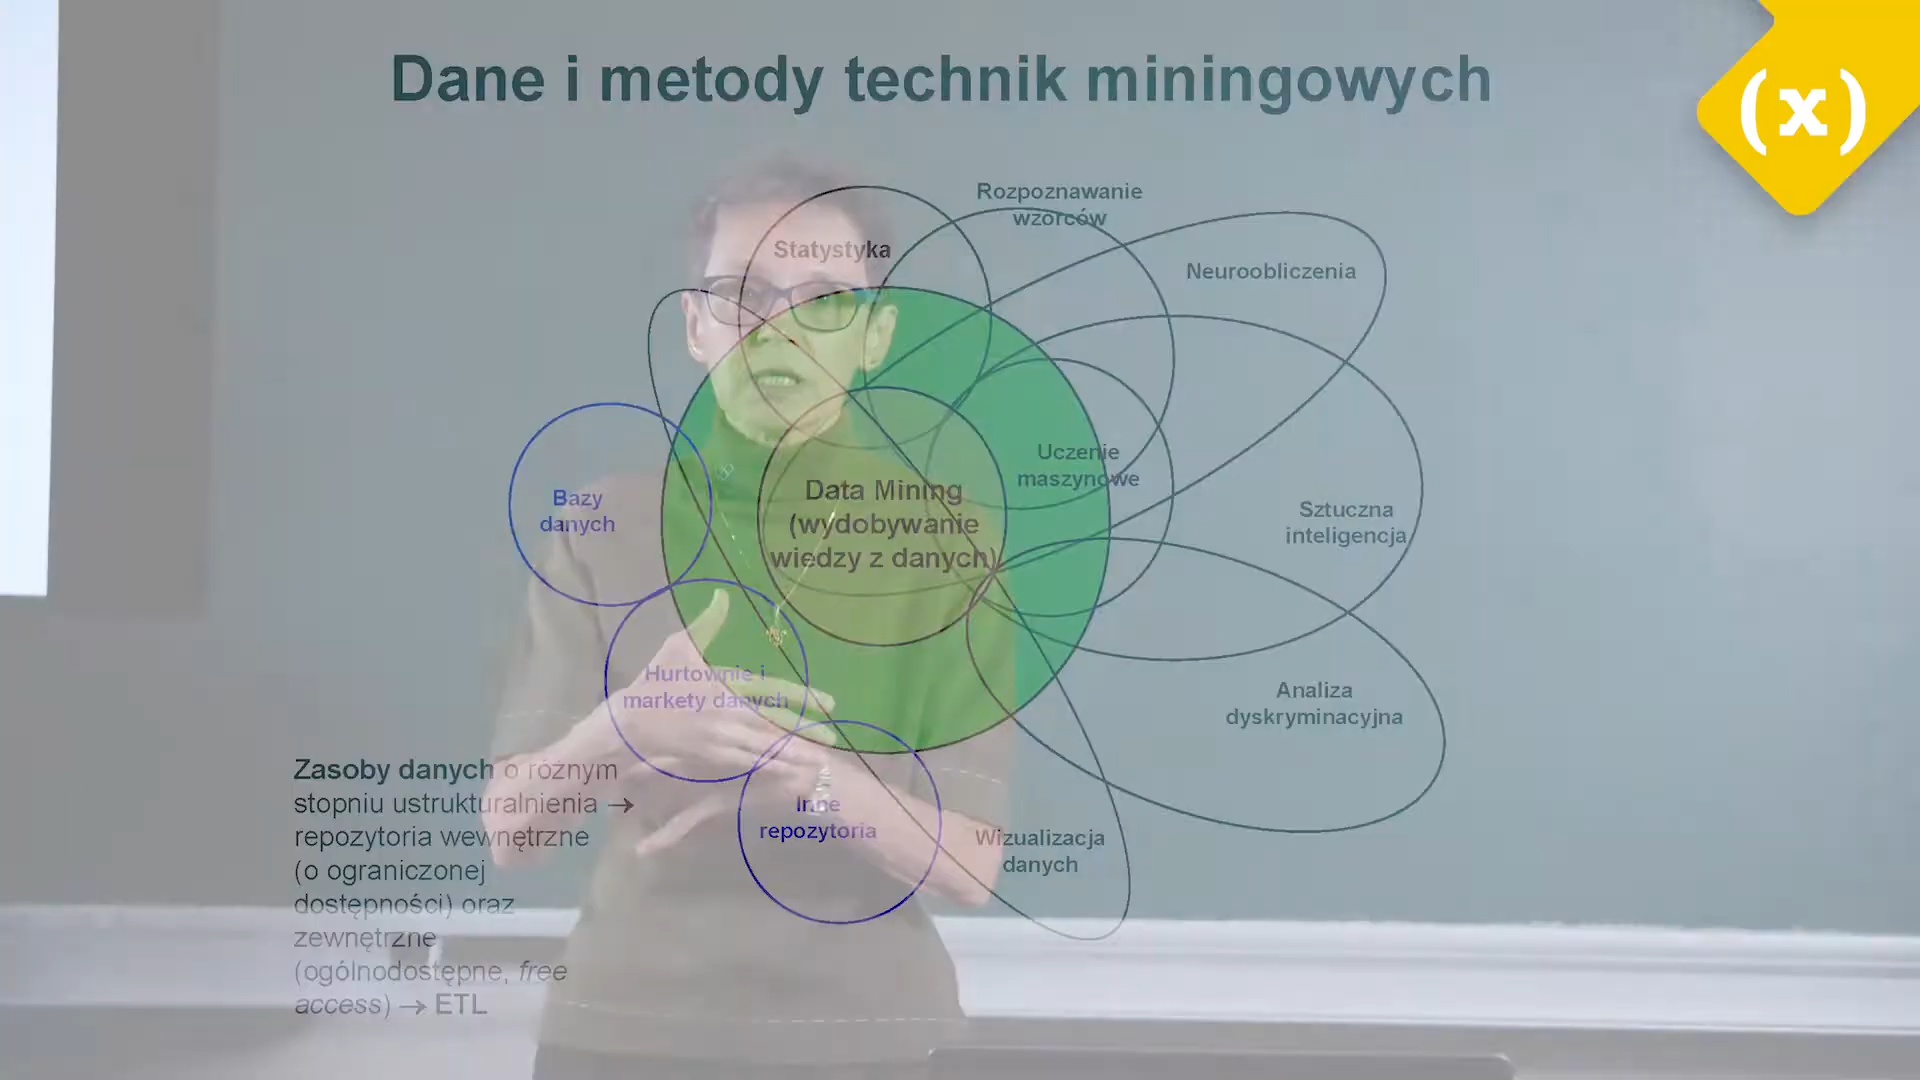 Dane i metody technik miningowych
(x)
Rozpoznawanie
wzorców
Statystyka
Neuroobliczenia
Uczenie
maszynowe
Bazy
danych
Data Mining
(wydobywanie
wiedzy z danych)
Sztuczna
inteligencja
Hurtownie i
markety danych
Analiza
dyskryminacyjna
Inne
repozytoria
Wizualizacja
danych
Zasoby danych o różnym
stopniu ustrukturalnienia →
repozytoria wewnętrzne
(o ograniczonej
dostępności) oraz
zewnętrzne
(ogólnodostępne, free
access) → ETL